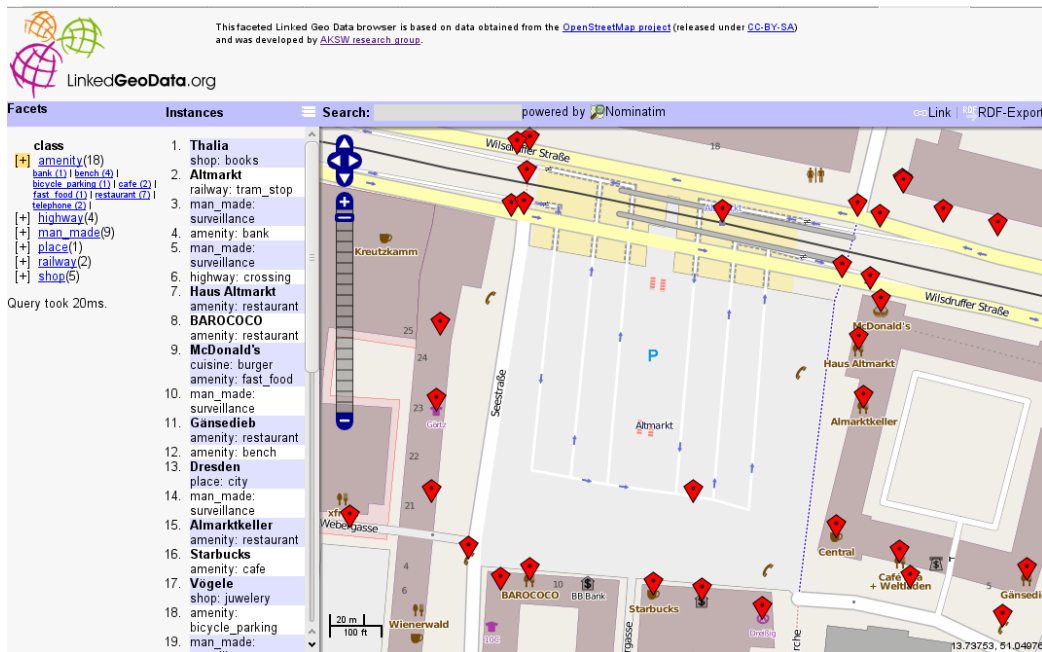 This faceted Linked Geo Data browser is based on data obtained from the OpenStreetMap project (released under CC-BY-SA)
and was developed by AKSW research group.
LinkedGeoData.org
Facets
Instances
Search:
powered by Nominatim
Link
RDF-Export
class
[+] amenity(18)
bank (1) | bench (4) |
bicycle_parking (1) | cafe (2) |
fast_food (1) | restaurant (7) |
telephone (2) |
[+] highway(4)
[+] man_made(9)
[+] place(1)
[+] railway(2)
[+] shop(5)
Query took 20ms.
1. Thalia
shop: books
2. Altmarkt
railway: tram_stop
3. man_made:
surveillance
4. amenity: bank
5. man_made:
surveillance
6. highway: crossing
7. Haus Altmarkt
amenity: restaurant
8. BAROCOCO
amenity: restaurant
9. McDonald's
cuisine: burger
amenity: fast_food
10. man_made:
surveillance
11. Gänsedieb
amenity: restaurant
12. amenity: bench
13. Dresden
place: city
14. man_made:
surveillance
15. Almarktkeller
amenity: restaurant
16. Starbucks
amenity: cafe
17. Vögele
shop: juwelery
18. amenity:
bicycle_parking
19. man_made:
Wilsdruffer Straße
18
Kreutzkamm
Wilsdruffer Straße
McDonald's
25
24
Haus Altmarkt
P
Seestraße
23
Görtz
Almarktkeller
Altmarkt
22
21
Webergasse
Central
4
6
10
BAROCOCO
BB Bank
Starbucks
+ Weltladen
5
Gänsedie
Wienerwald
Dreißig
20 m
100 ft
13.73753, 51.04976